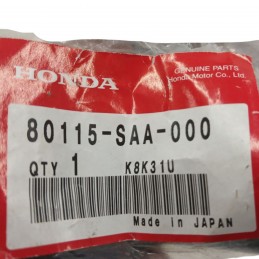 HONDA
GENUINE PARTS
Honda Motor Co., Ltd.
80115-SAA-000
QTY 1 K8K31U
Made in JAPAN